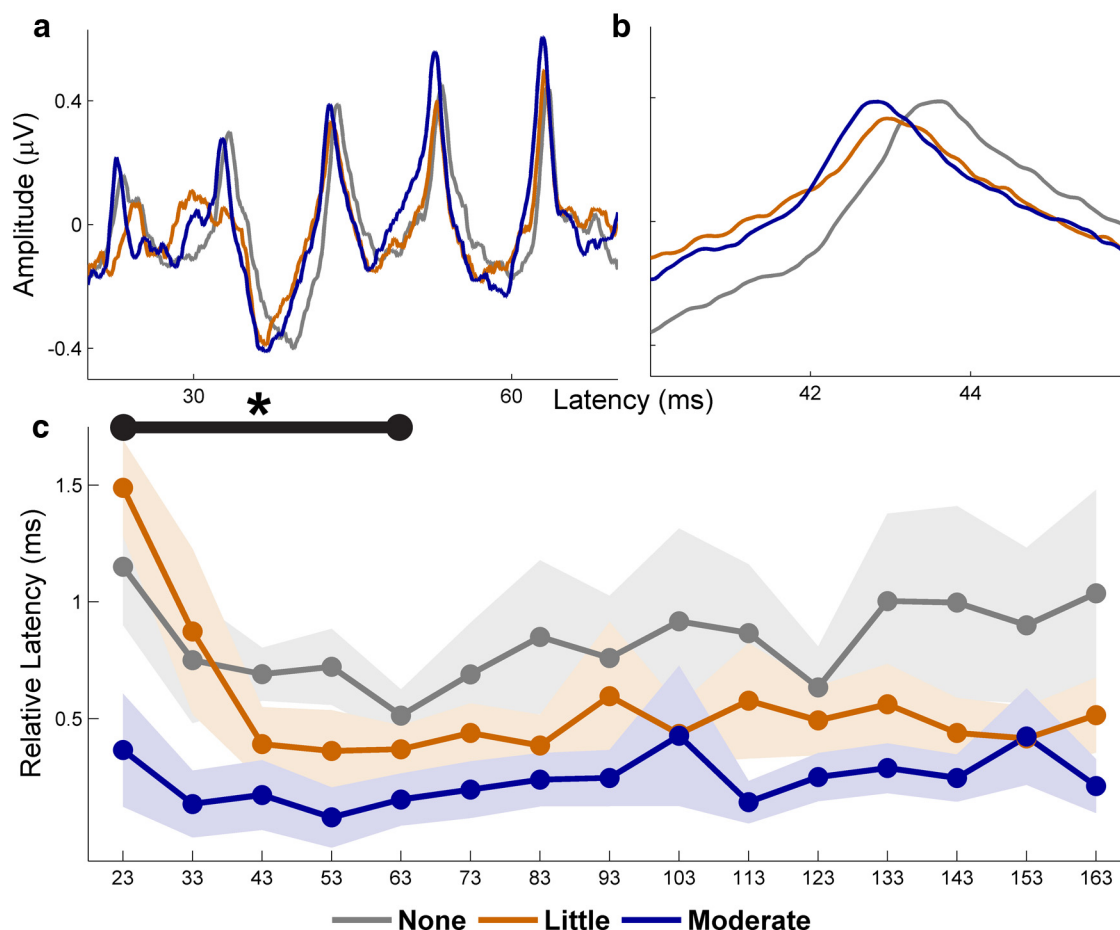 a
b
Amplitude (μV)
0.4
0
-0.4
30
60
42
44
Latency (ms)
*
c
Relative Latency (ms)
1.5
1
0.5
23 33 43 53 63 73 83 93 103 113 123 133 143 153 163
None Little Moderate